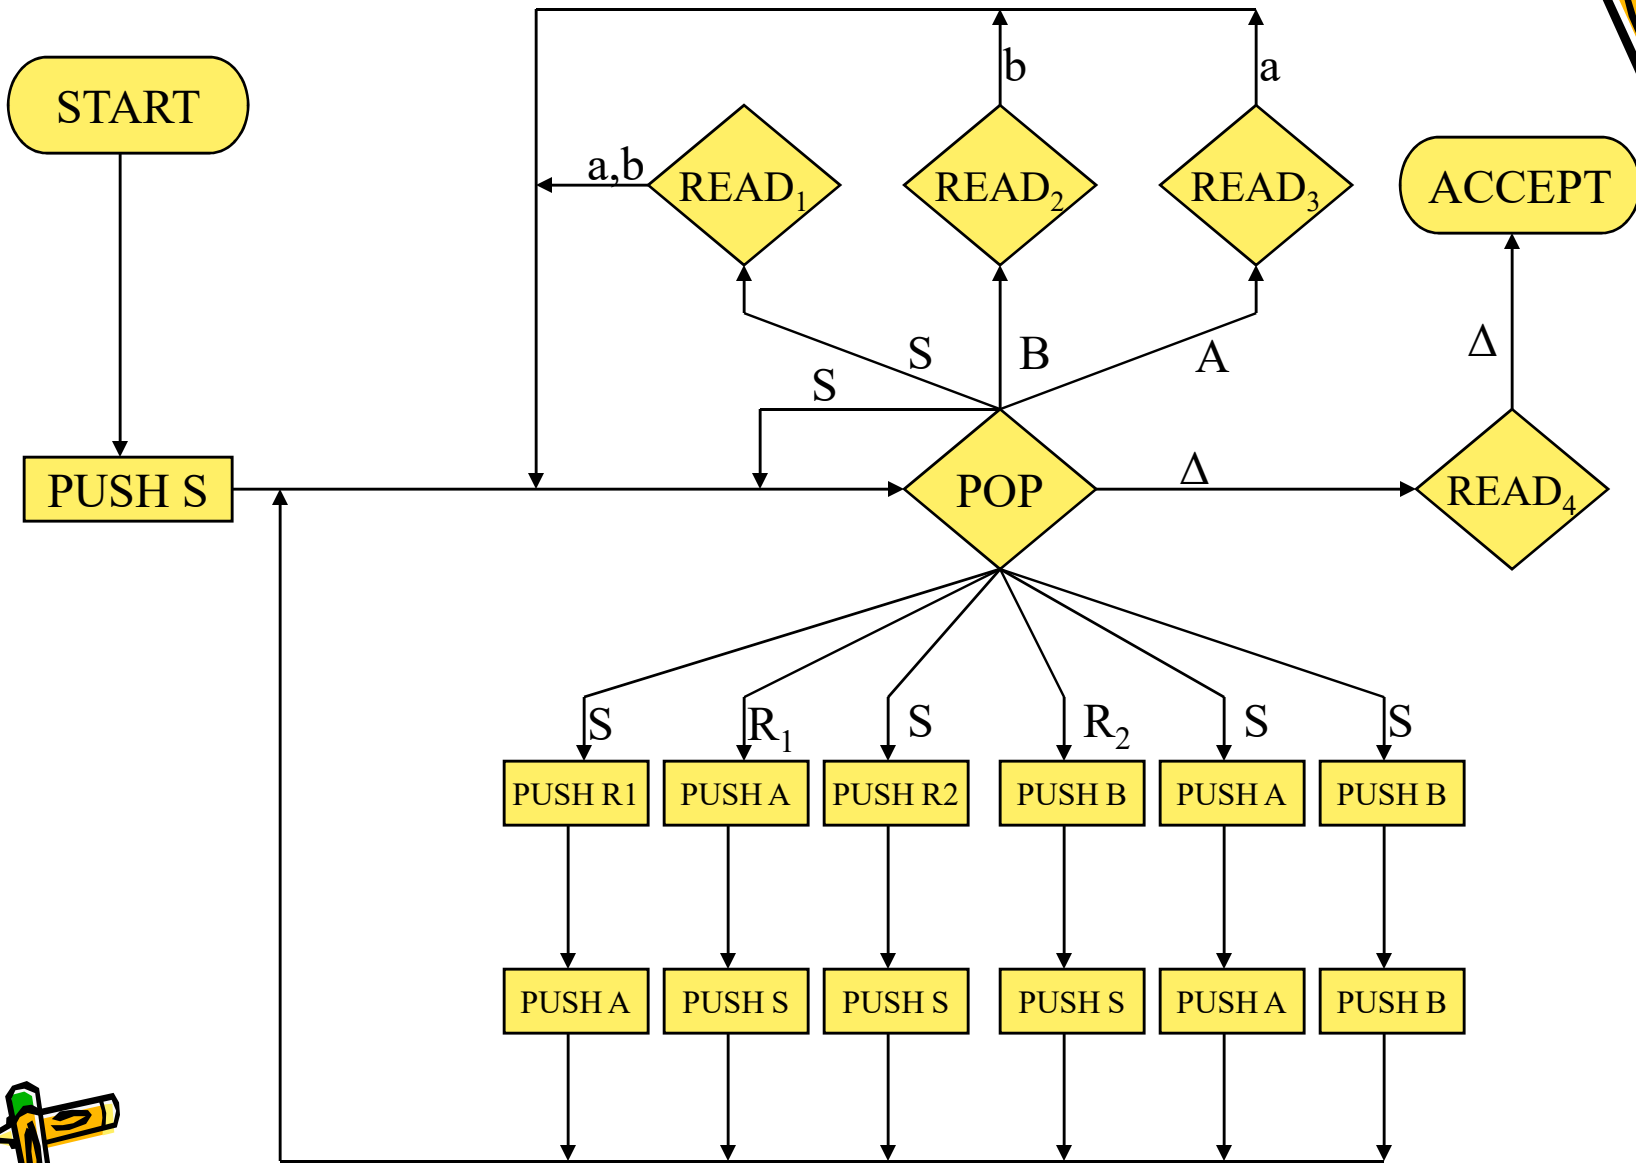 b
a
START
a,b
READ₁
READ₂
READ₃
ACCEPT
S
B
A
Δ
S
PUSH S
POP
Δ
READ₄
S
R₁
S
R₂
S
S
PUSH R1
PUSH A
PUSH R2
PUSH B
PUSH A
PUSH B
PUSH A
PUSH S
PUSH S
PUSH S
PUSH A
PUSH B